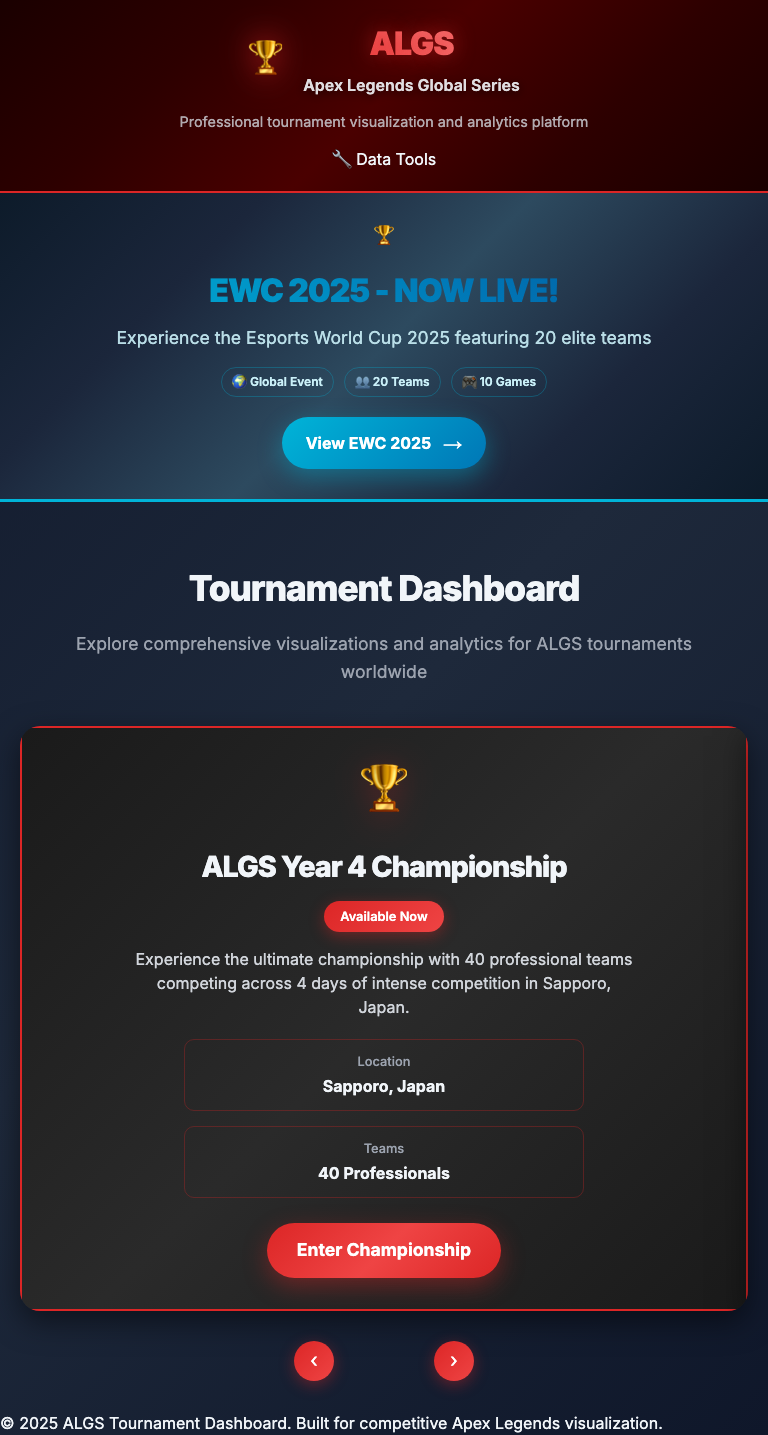 ALGS
Apex Legends Global Series
Professional tournament visualization and analytics platform
🔧 Data Tools
EWC 2025 - NOW LIVE!
Experience the Esports World Cup 2025 featuring 20 elite teams
🌍 Global Event 👥 20 Teams 🎮 10 Games
View EWC 2025 →
Tournament Dashboard
Explore comprehensive visualizations and analytics for ALGS tournaments
worldwide
ALGS Year 4 Championship
Available Now
Experience the ultimate championship with 40 professional teams
competing across 4 days of intense competition in Sapporo,
Japan.
Location
Sapporo, Japan
Teams
40 Professionals
Enter Championship
‹ ›
© 2025 ALGS Tournament Dashboard. Built for competitive Apex Legends visualization.